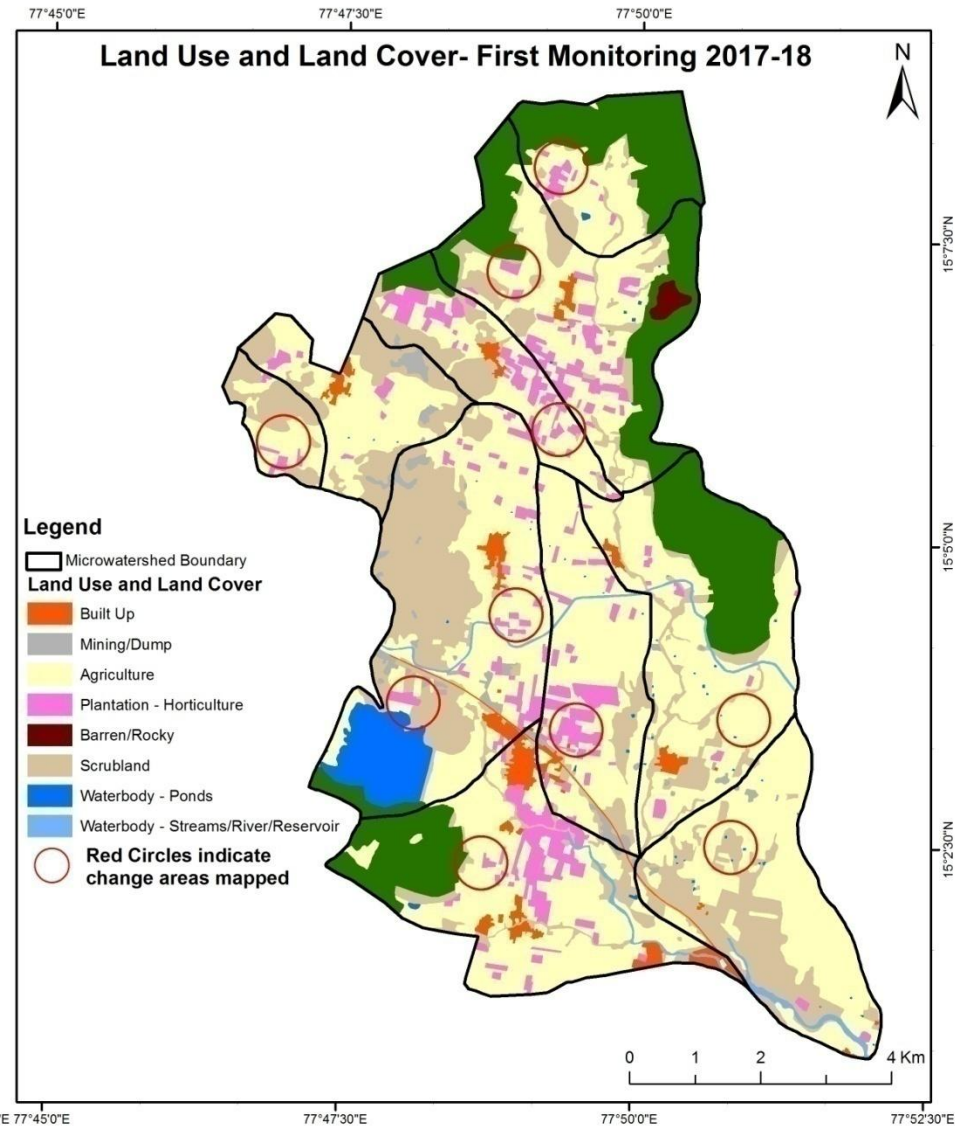 77°45'0"E 77°47'30"E 77°50'0"E
Land Use and Land Cover- First Monitoring 2017-18
N
15°7'30"N
15°5'0"N
15°2'30"N
Legend
Microwatershed Boundary
Land Use and Land Cover
Built Up
Mining/Dump
Agriculture
Plantation - Horticulture
Barren/Rocky
Scrubland
Waterbody - Ponds
Waterbody - Streams/River/Reservoir
Red Circles indicate
change areas mapped
0 1 2 4 Km
77°45'0"E 77°47'30"E 77°50'0"E 77°52'30"E